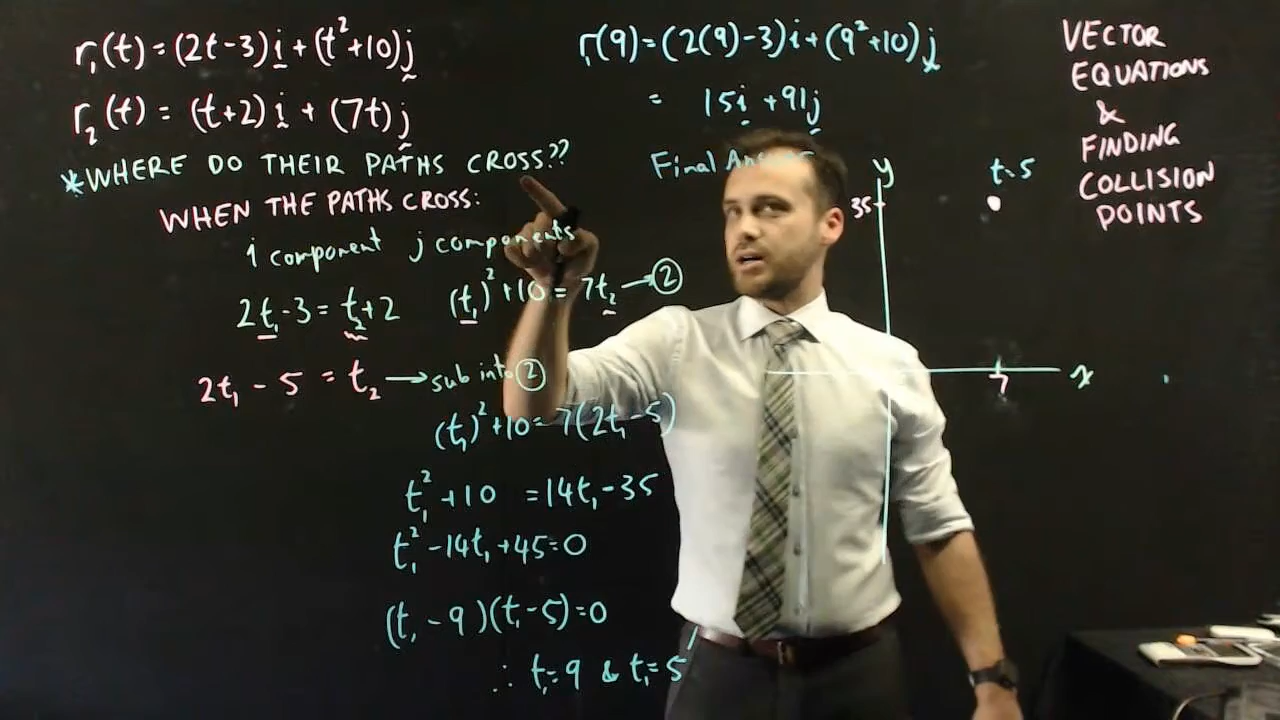 r₁(t) = (2t-3)i + (t²+10)j
r₂(t) = (t+2)i + (7t)j
*WHERE DO THEIR PATHS CROSS??
WHEN THE PATHS CROSS:
i component j components
2t₁-3 = t₂+2 (t₁)²+10 = 7t₂ → ②
2t₁ - 5 = t₂ → sub into ②
(t₁)²+10 = 7(2t₁-5)
t₁²+10 = 14t₁-35
t₁²-14t₁+45=0
(t₁-9)(t₁-5)=0
∴ t₁=9 & t₁=5
r₁(9)=(2(9)-3)i+(9²+10)j
= 15i +91j
Final Answer
y
t=5
35
7
x
VECTOR
EQUATIONS
&
FINDING
COLLISION
POINTS